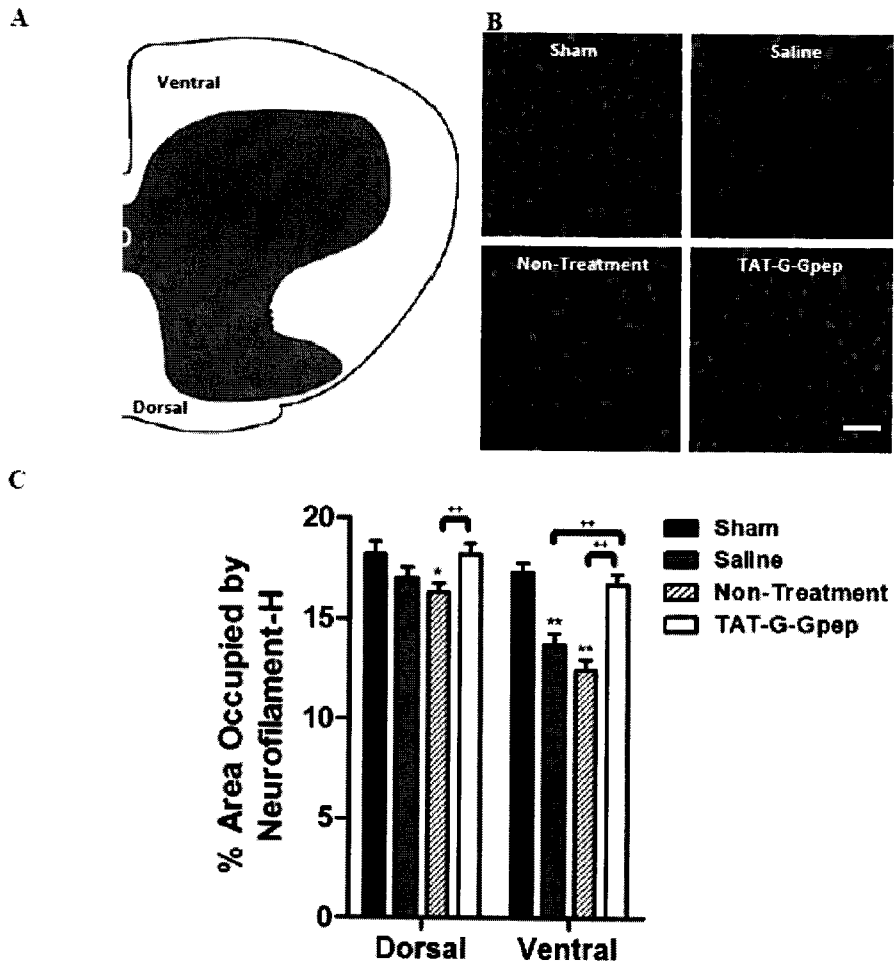 A
Ventral
Dorsal
B
Sham
Saline
Non-Treatment
TAT-G-Gpep
C
% Area Occupied by
Neurofilament-H
20
15
10
5
0
++
*
**
**
++
++
Dorsal
Ventral
Sham
Saline
Non-Treatment
TAT-G-Gpep